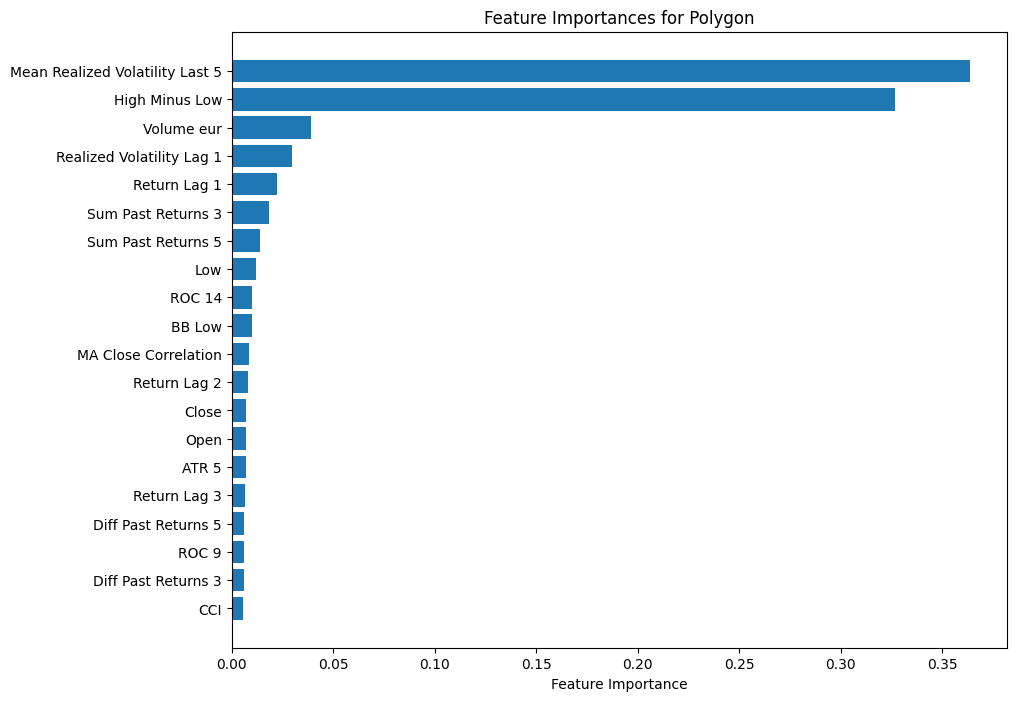 Feature Importances for Polygon
Mean Realized Volatility Last 5
High Minus Low
Volume eur
Realized Volatility Lag 1
Return Lag 1
Sum Past Returns 3
Sum Past Returns 5
Low
ROC 14
BB Low
MA Close Correlation
Return Lag 2
Close
Open
ATR 5
Return Lag 3
Diff Past Returns 5
ROC 9
Diff Past Returns 3
CCI
0.00 0.05 0.10 0.15 0.20 0.25 0.30 0.35
Feature Importance